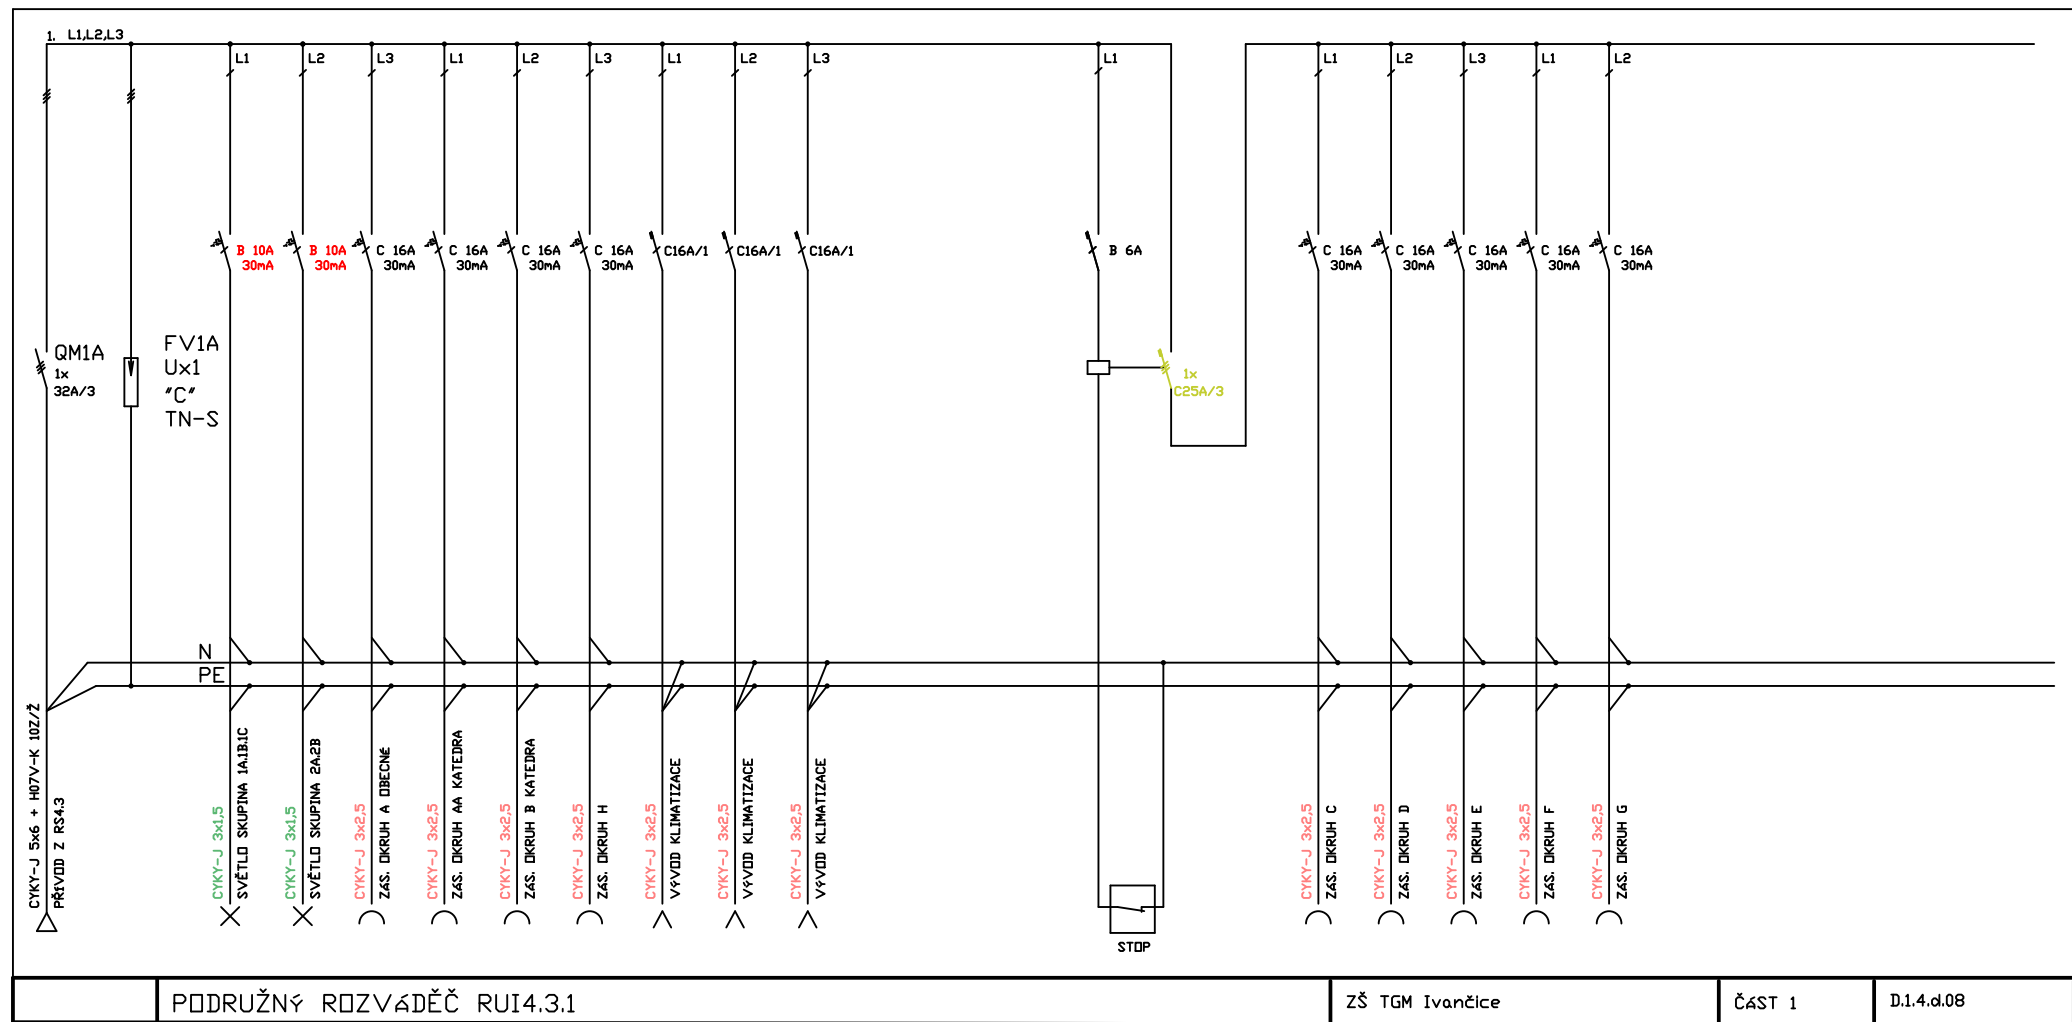 1. L1,L2,L3
L1
L2
L3
L1
L2
L3
L1
L2
L3
L1
L1
L2
L3
L1
L2
B 10A
30mA
B 10A
30mA
C 16A
30mA
C 16A
30mA
C 16A
30mA
C 16A
30mA
C16A/1
C16A/1
C16A/1
B 6A
C 16A
30mA
C 16A
30mA
C 16A
30mA
C 16A
30mA
C 16A
30mA
QM1A
1x
32A/3
FV1A
Ux1
"C"
TN-S
1x
C25A/3
N
PE
CYKY-J 5x6 + H07V-K 10Z/Ž
PŘÍVOD Z RS4.3
CYKY-J 3x1,5
SVĚTLO SKUPINA 1A,1B,1C
CYKY-J 3x1,5
SVĚTLO SKUPINA 2A,2B
CYKY-J 3x2,5
ZÁS. OKRUH A OBECNÉ
CYKY-J 3x2,5
ZÁS. OKRUH AA KATEDRA
CYKY-J 3x2,5
ZÁS. OKRUH B KATEDRA
CYKY-J 3x2,5
ZÁS. OKRUH H
CYKY-J 3x2,5
VÝVOD KLIMATIZACE
CYKY-J 3x2,5
VÝVOD KLIMATIZACE
CYKY-J 3x2,5
VÝVOD KLIMATIZACE
STOP
CYKY-J 3x2,5
ZÁS. OKRUH C
CYKY-J 3x2,5
ZÁS. OKRUH D
CYKY-J 3x2,5
ZÁS. OKRUH E
CYKY-J 3x2,5
ZÁS. OKRUH F
CYKY-J 3x2,5
ZÁS. OKRUH G
PODRUŽNÝ ROZVÁDĚČ RUI4.3.1
ZŠ TGM Ivančice
ČÁST 1
D.1.4.d.08